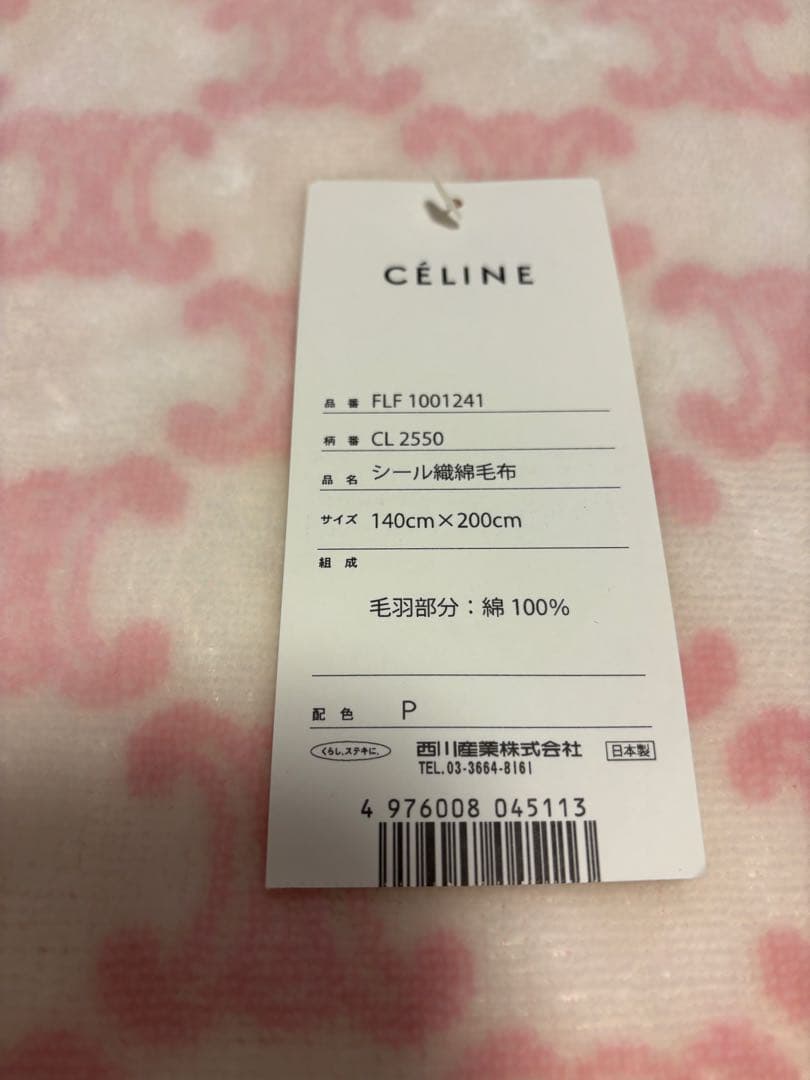 CÉLINE
品番 FLF 1001241
柄番 CL 2550
品名 シール織綿毛布
サイズ 140cm×200cm
組成
毛羽部分：綿 100%
配色 P
くらし、ステキに。 西川産業株式会社 日本製
TEL.03-3664-8161
4 976008 045113